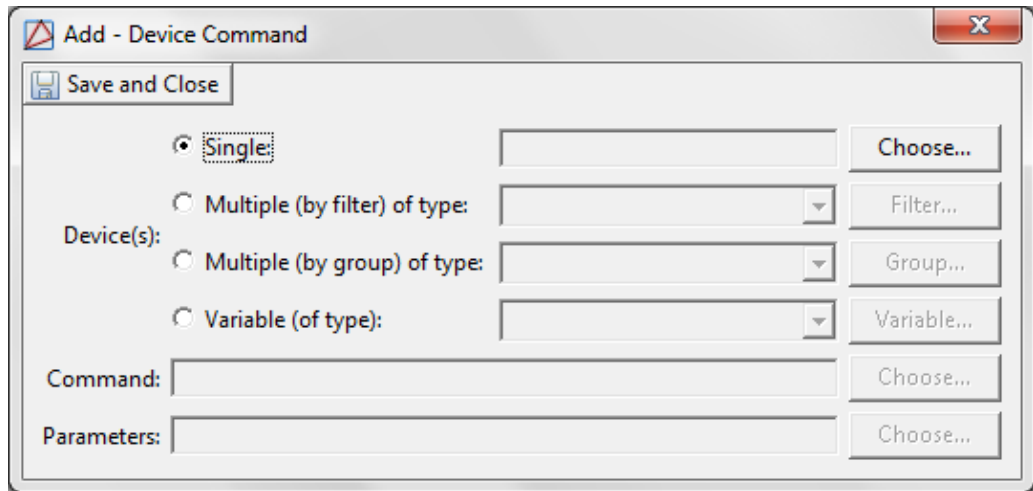 Add - Device Command
x
Save and Close
Single: Choose...
Multiple (by filter) of type: Filter...
Device(s):
Multiple (by group) of type: Group...
Variable (of type): Variable...
Command: Choose...
Parameters: Choose...